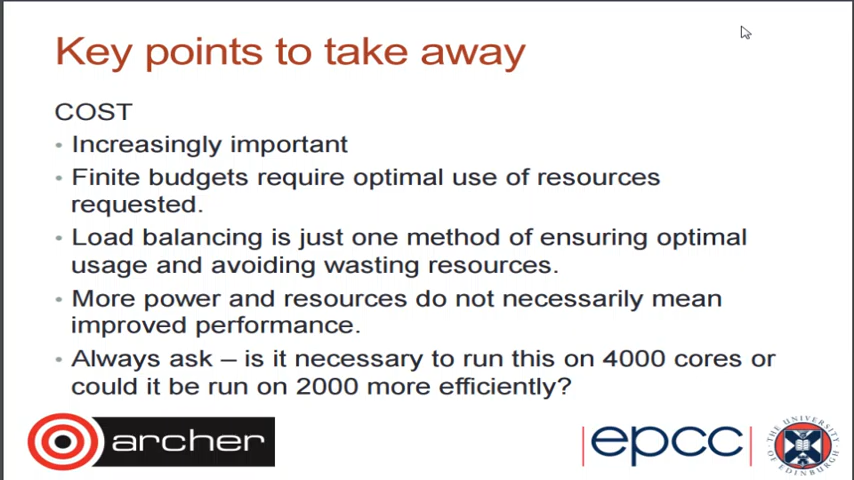 Key points to take away
COST
• Increasingly important
• Finite budgets require optimal use of resources
requested.
• Load balancing is just one method of ensuring optimal
usage and avoiding wasting resources.
• More power and resources do not necessarily mean
improved performance.
• Always ask – is it necessary to run this on 4000 cores or
could it be run on 2000 more efficiently?
archer
epcc
THE UNIVERSITY
OF EDINBURGH